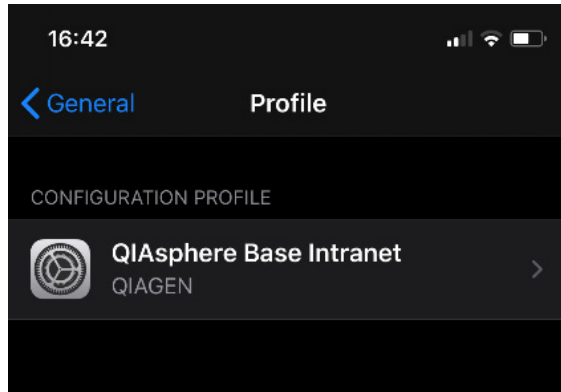 16:42
General
Profile
CONFIGURATION PROFILE
QIAsphere Base Intranet
QIAGEN